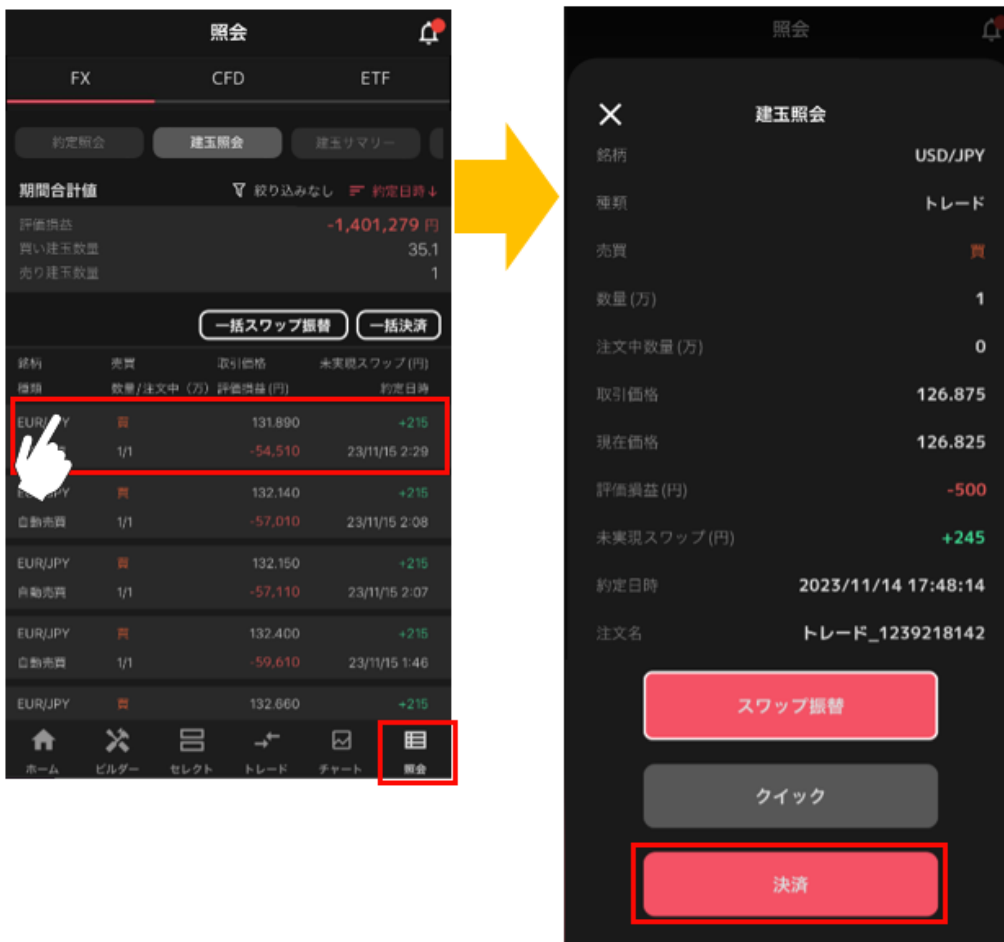 照会
FX CFD ETF
約定照会 建玉照会 建玉サマリー
期間合計値 絞り込みなし 約定日時↓
評価損益 -1,401,279 円
買い建玉数量 35.1
売り建玉数量 1
一括スワップ振替 一括決済
銘柄 売買 取引価格 未実現スワップ(円)
種類 数量/注文中（万） 評価損益(円) 約定日時
EUR/JPY 買 131.890 +215
1/1 -54,510 23/11/15 2:29
EUR/JPY 買 132.140 +215
自動売買 1/1 -57,010 23/11/15 2:08
EUR/JPY 買 132.150 +215
自動売買 1/1 -57,110 23/11/15 2:07
EUR/JPY 買 132.400 +215
自動売買 1/1 -59,610 23/11/15 1:46
EUR/JPY 買 132.660 +215
ホーム ビルダー セレクト トレード チャート 照会
照会
建玉照会
銘柄 USD/JPY
種類 トレード
売買 買
数量(万) 1
注文中数量(万) 0
取引価格 126.875
現在価格 126.825
評価損益(円) -500
未実現スワップ(円) +245
約定日時 2023/11/14 17:48:14
注文名 トレード_1239218142
スワップ振替
クイック
決済